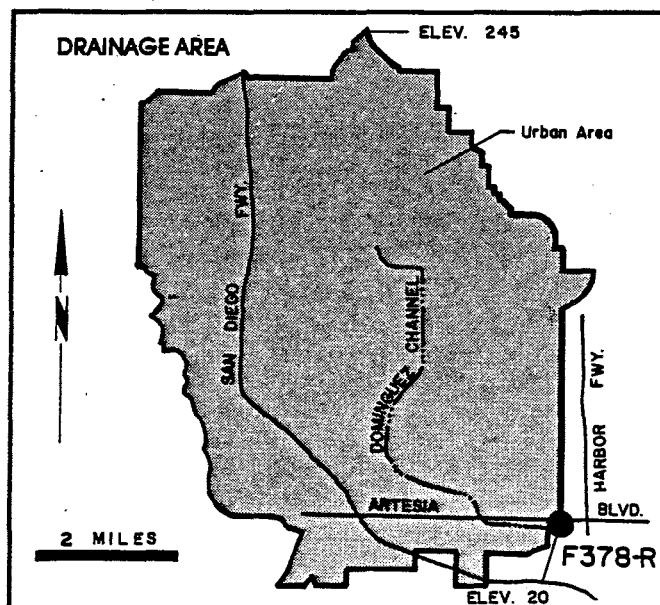 DRAINAGE AREA
ELEV. 245
Urban Area
SAN DIEGO FWY.
DOMINGUEZ CHANNEL
N
HARBOR FWY.
ARTESIA BLVD.
2 MILES
F378-R
ELEV. 20